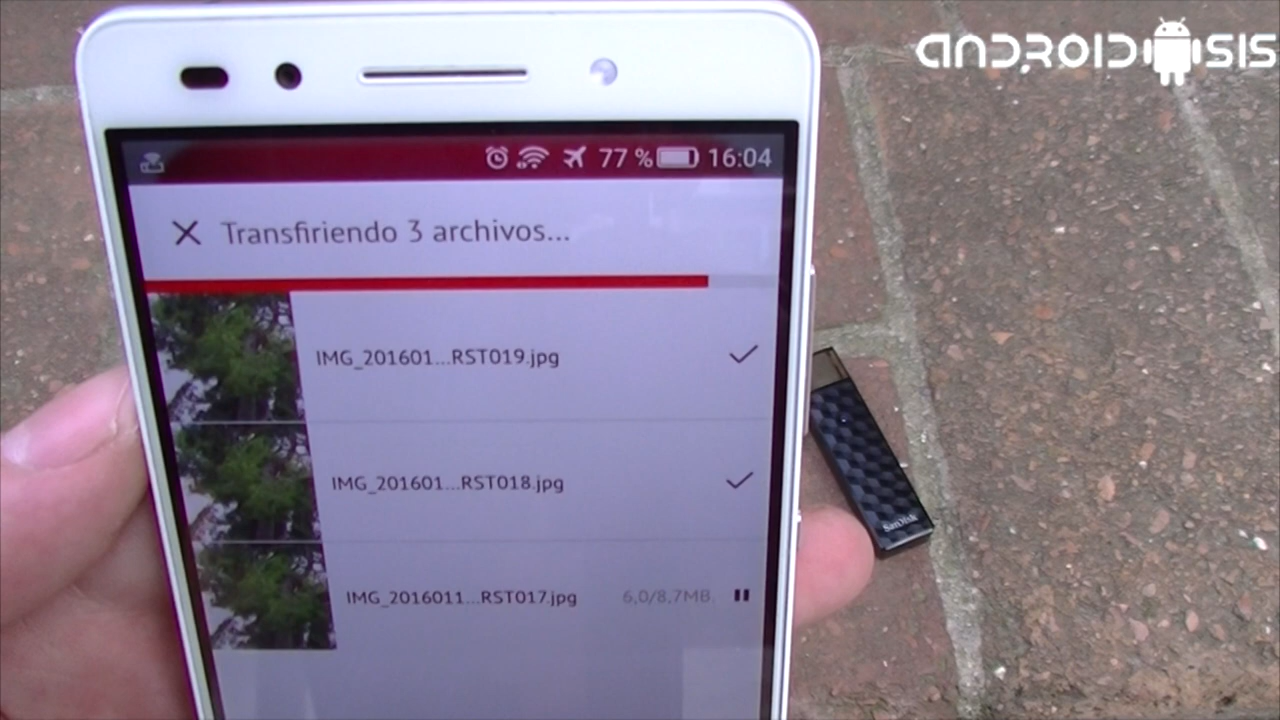 ANDROIDSIS
77 % 16:04
Transfiriendo 3 archivos...
IMG_201601...RST019.jpg
IMG_201601...RST018.jpg
IMG_2016011...RST017.jpg 6,0/8,7MB.
SanDisk